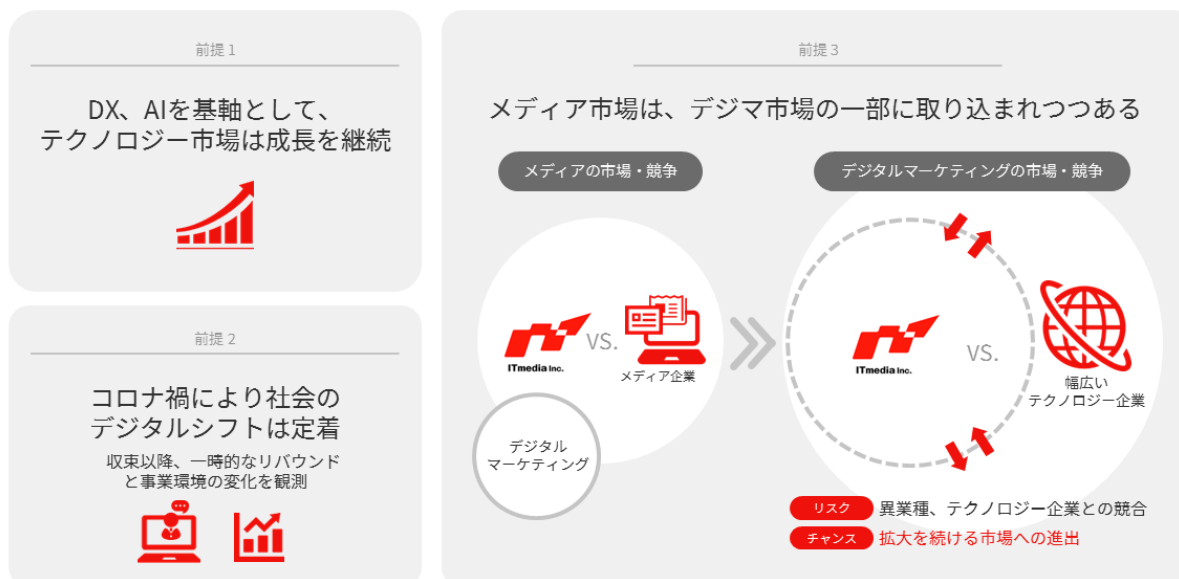 前提1
DX、AIを基軸として、
テクノロジー市場は成長を継続
前提2
コロナ禍により社会の
デジタルシフトは定着
収束以降、一時的なリバウンド
と事業環境の変化を観測
前提3
メディア市場は、デジマ市場の一部に取り込まれつつある
メディアの市場・競争
ITmedia Inc.
VS.
メディア企業
デジタル
マーケティング
デジタルマーケティングの市場・競争
ITmedia Inc.
VS.
幅広い
テクノロジー企業
リスク 異業種、テクノロジー企業との競合
チャンス 拡大を続ける市場への進出